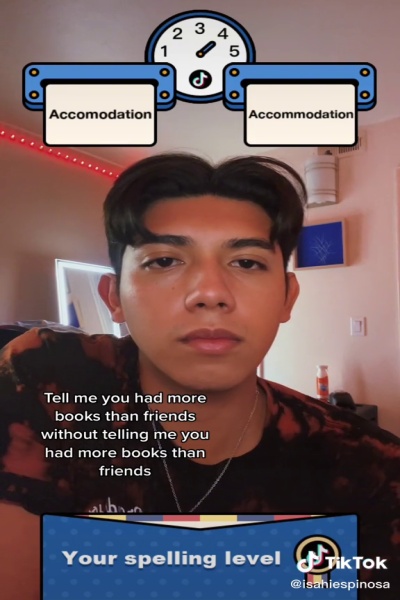 1 2 3 4 5
Accomodation
Accommodation
Tell me you had more
books than friends
without telling me you
had more books than
friends
Your spelling level
TikTok
@isahiespinosa